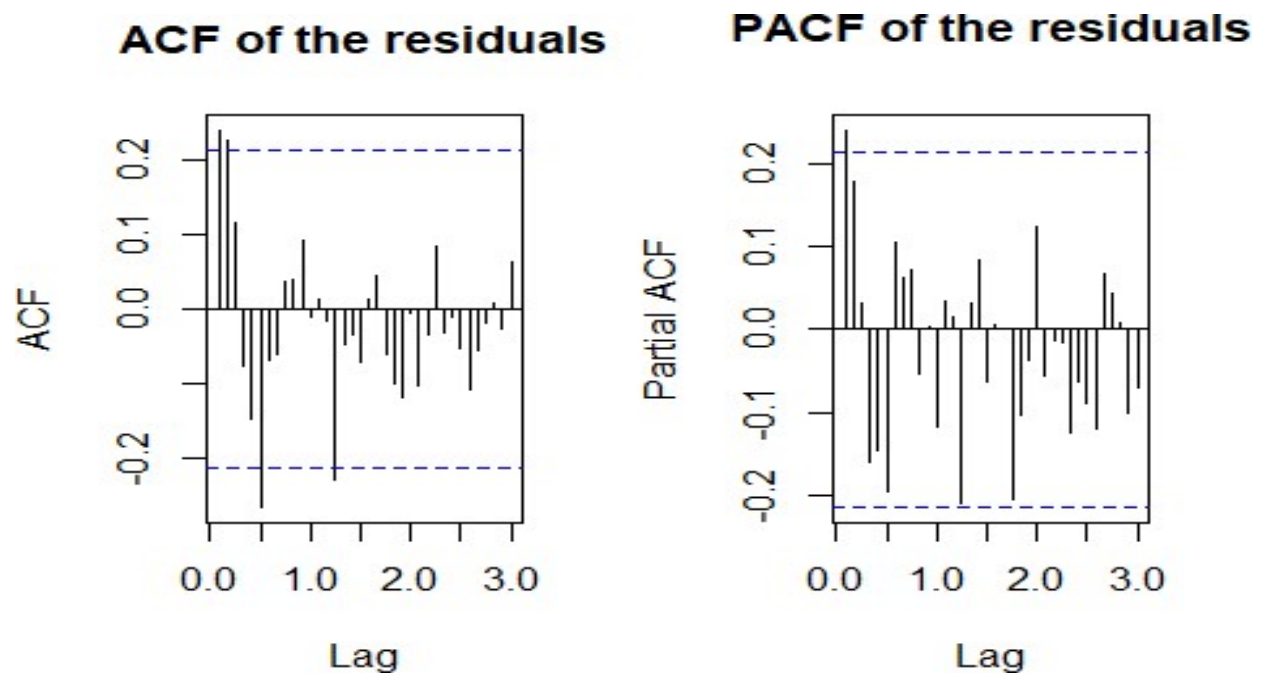 ACF of the residuals
ACF
0.2
0.1
0.0
-0.2
0.0 1.0 2.0 3.0
Lag
PACF of the residuals
Partial ACF
0.2
0.1
0.0
-0.1
-0.2
0.0 1.0 2.0 3.0
Lag